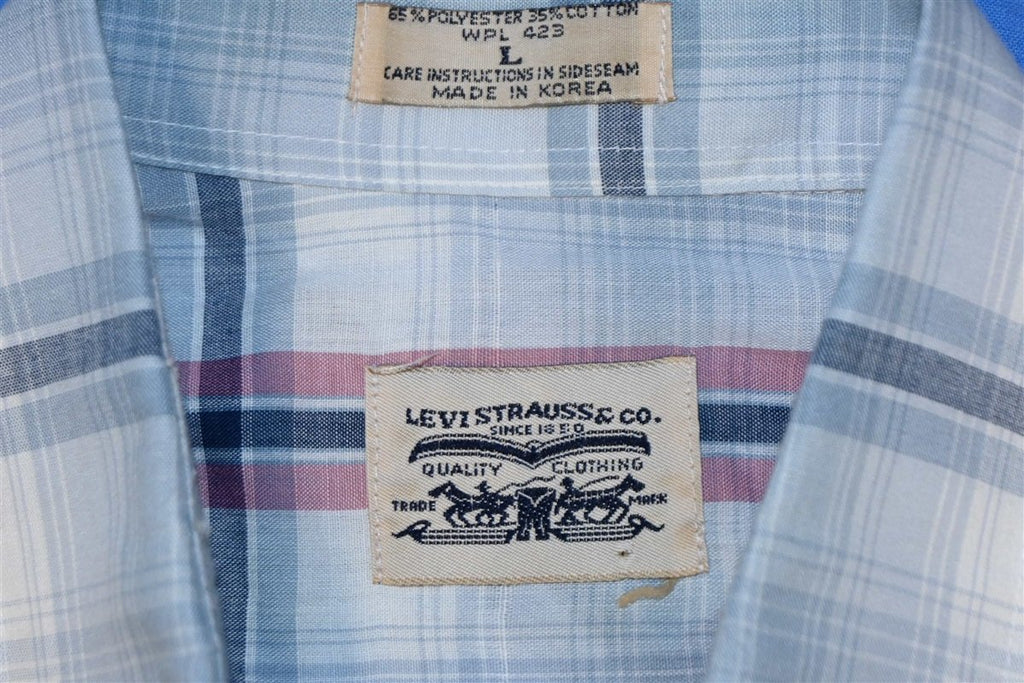 65% POLYESTER 35% COTTON
WPL 423
L
CARE INSTRUCTIONS IN SIDESEAM
MADE IN KOREA
LEVI STRAUSS & CO.
SINCE 1850
QUALITY CLOTHING
TRADE MARK